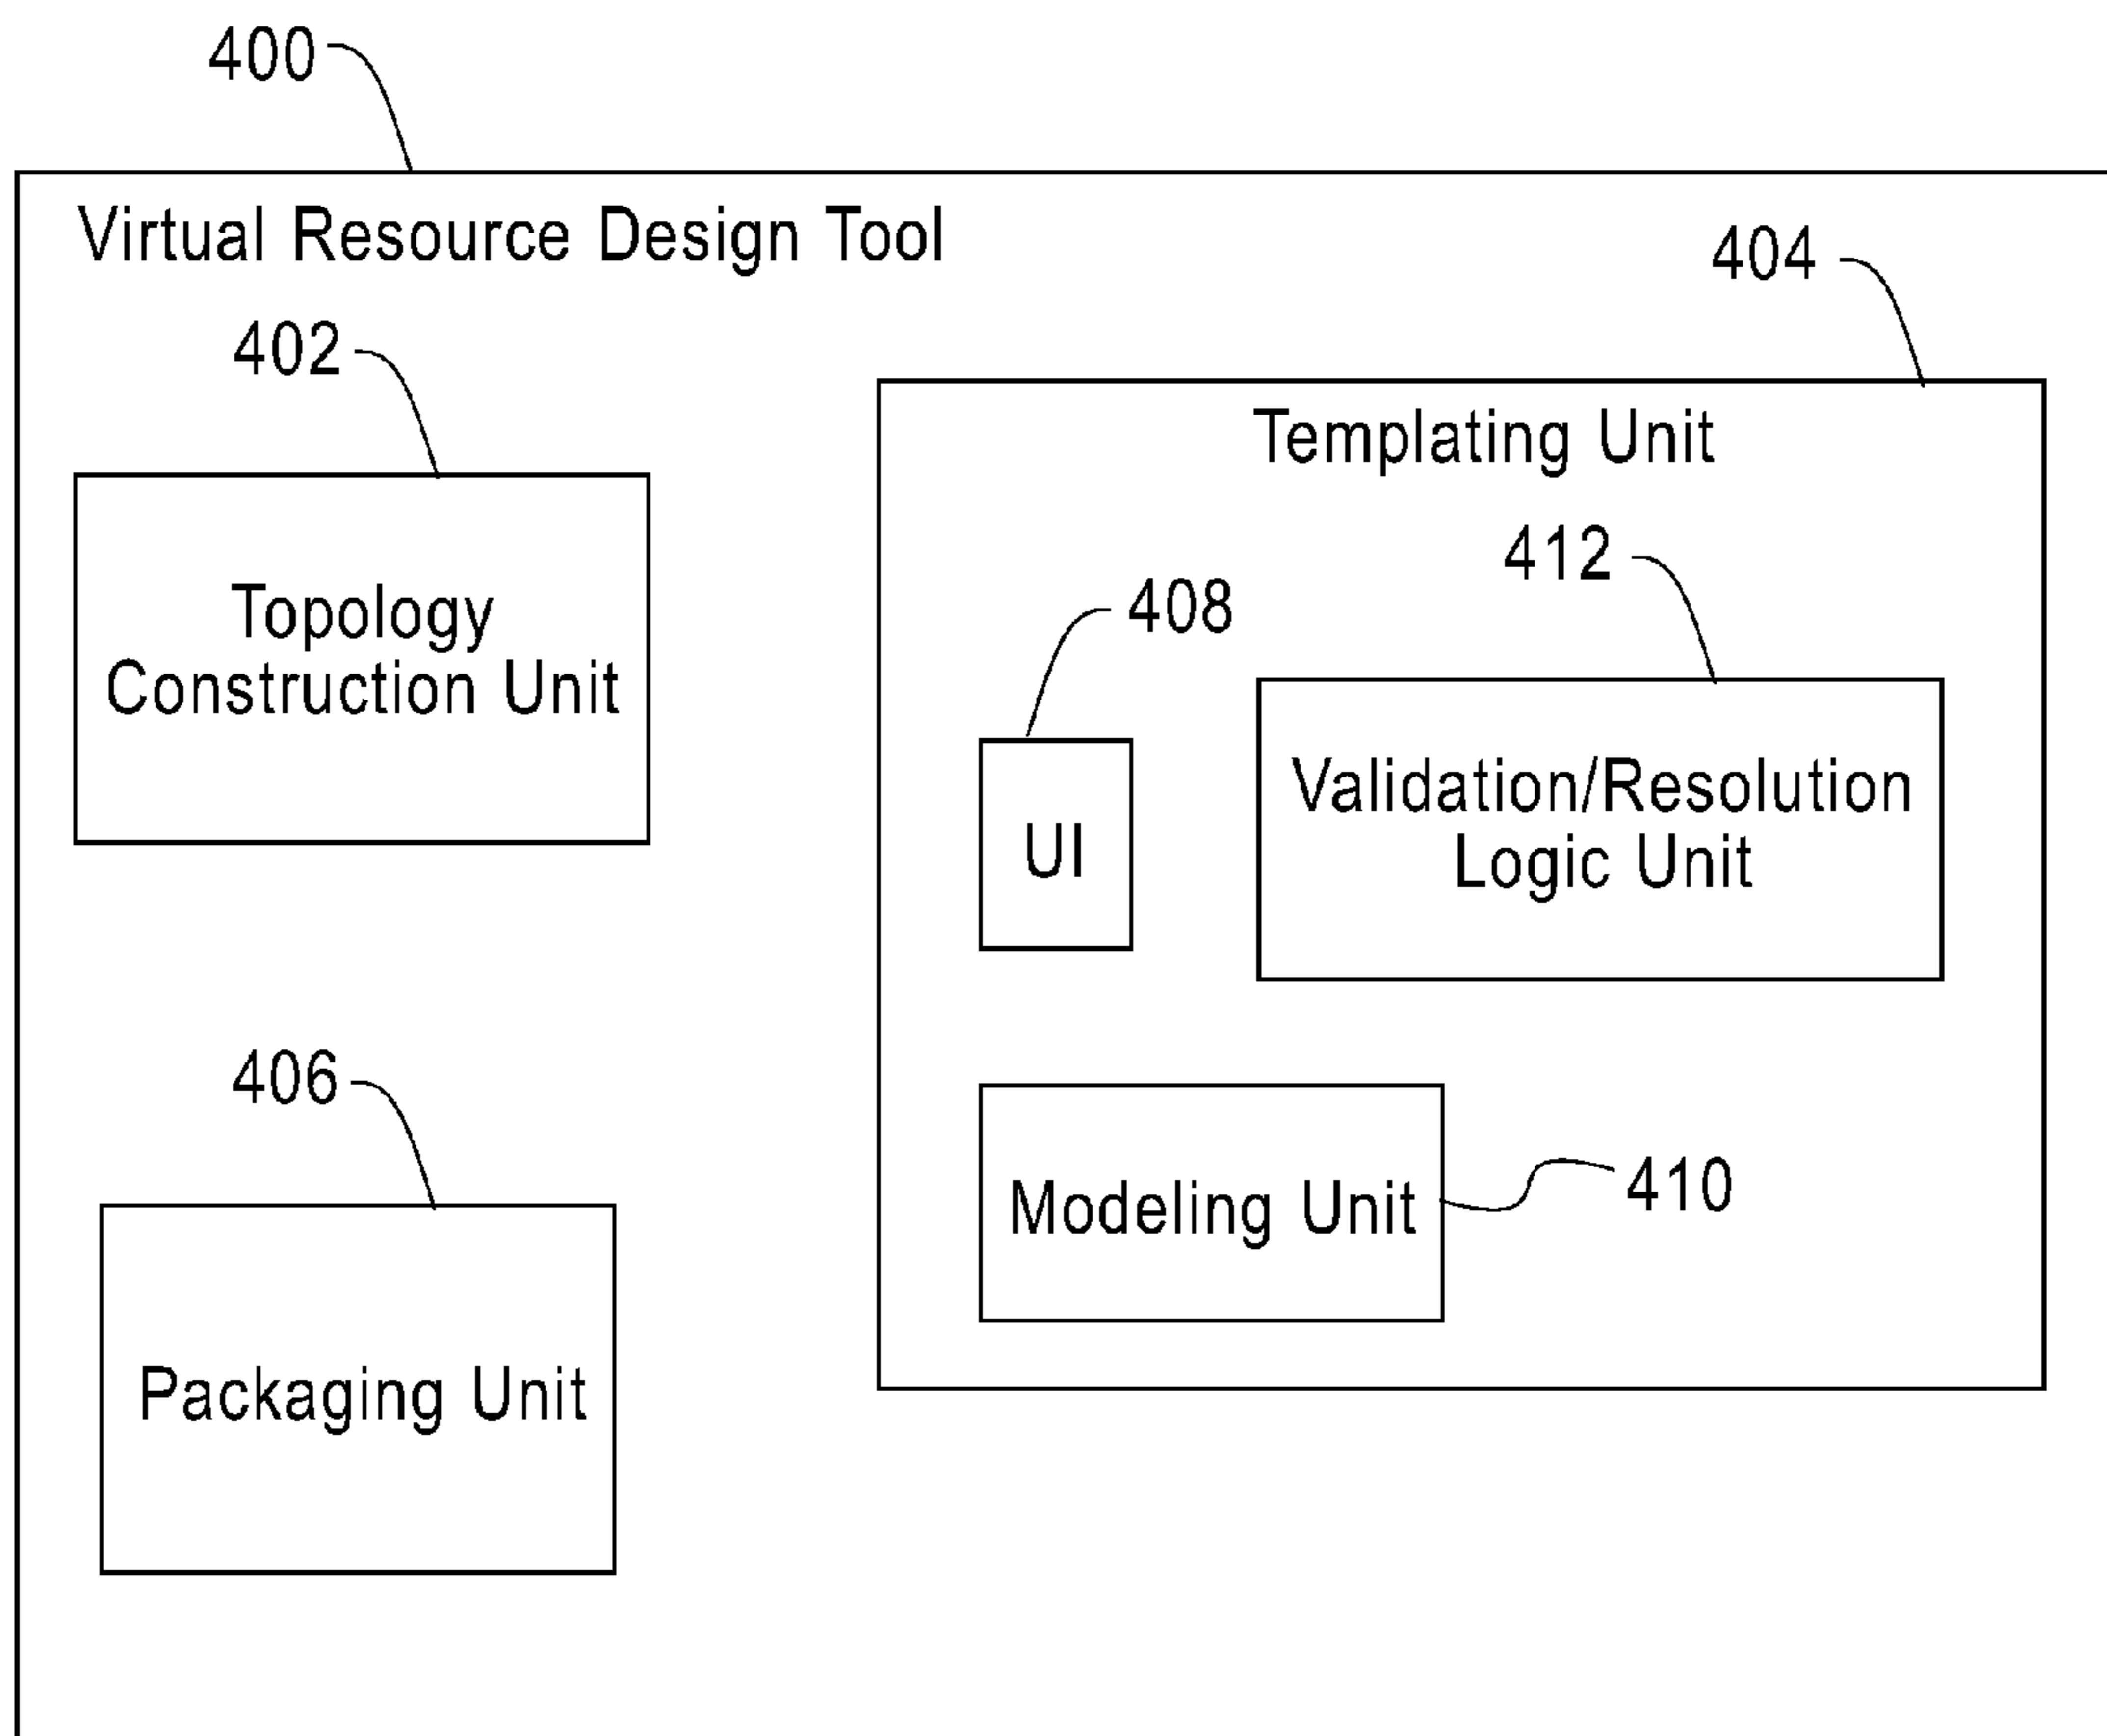 400
Virtual Resource Design Tool
404
402
Templating Unit
412
408
Topology
Construction Unit
Validation/Resolution
Logic Unit
UI
406
410
Modeling Unit
Packaging Unit